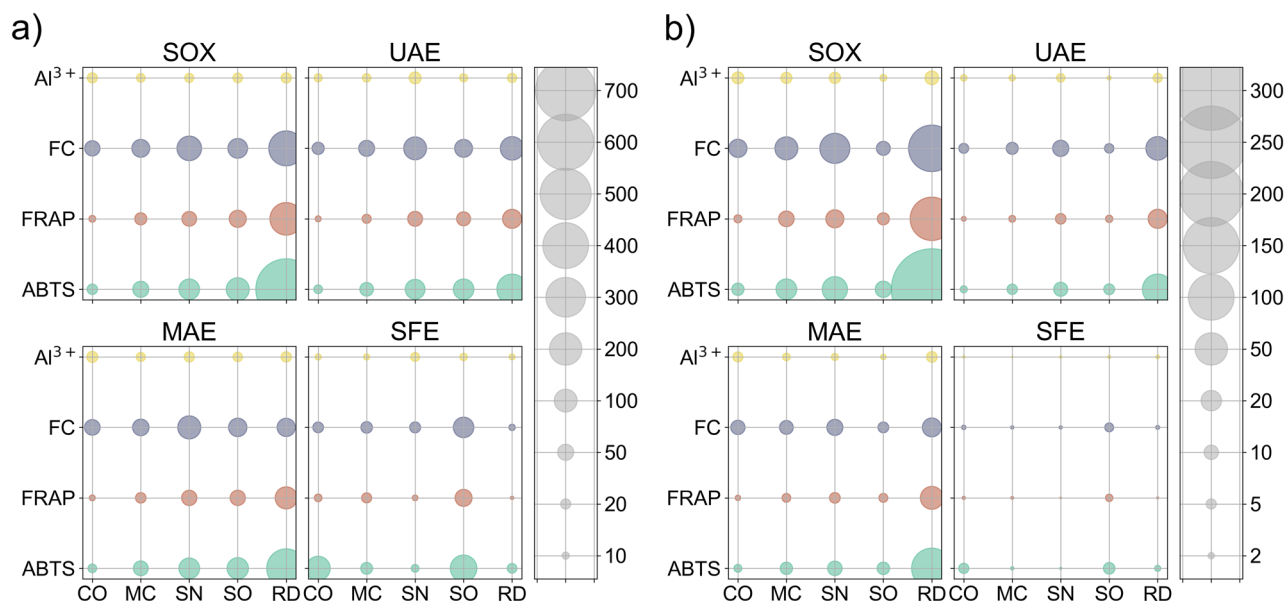 a)
SOX UAE
Al3+
FC
FRAP
ABTS
MAE SFE
Al3+
FC
FRAP
ABTS
CO MC SN SO RD CO MC SN SO RD
700
600
500
400
300
200
100
50
20
10
b)
SOX UAE
MAE SFE
CO MC SN SO RD CO MC SN SO RD
Al3+
FC
FRAP
ABTS
Al3+
FC
FRAP
ABTS
300
250
200
150
100
50
20
10
5
2